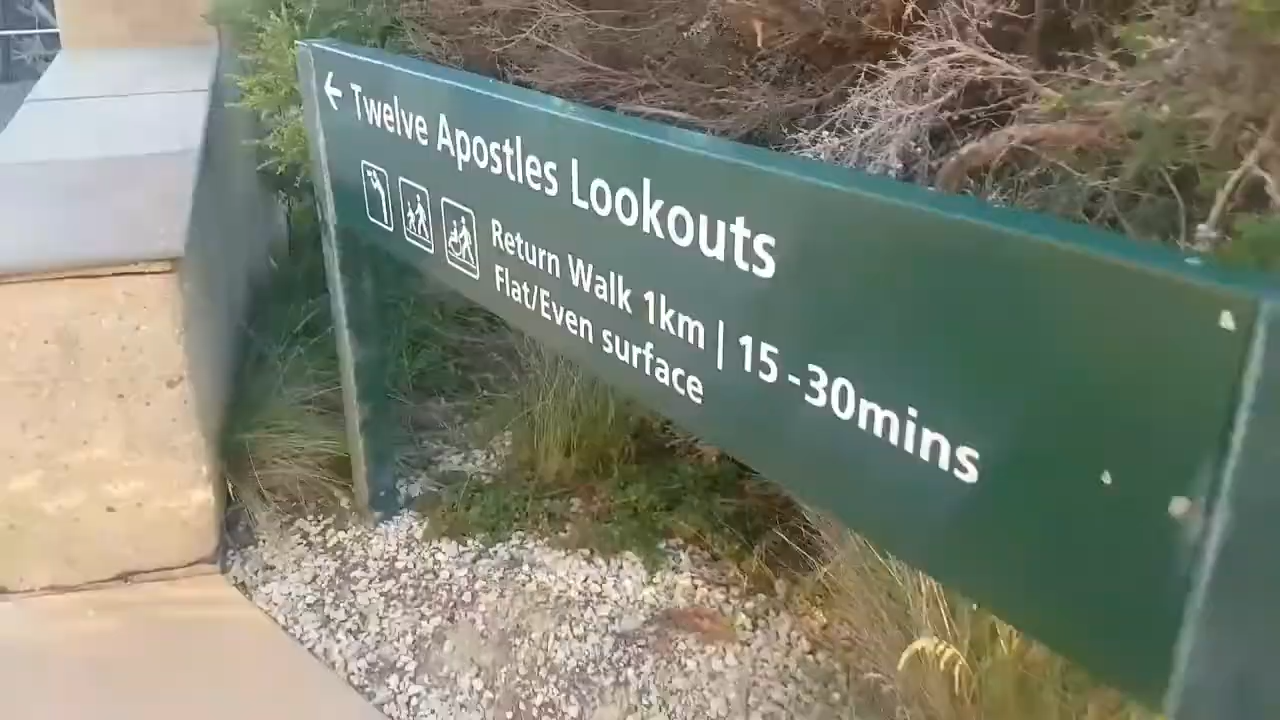 ← Twelve Apostles Lookouts
Return Walk 1km | 15-30mins
Flat/Even surface